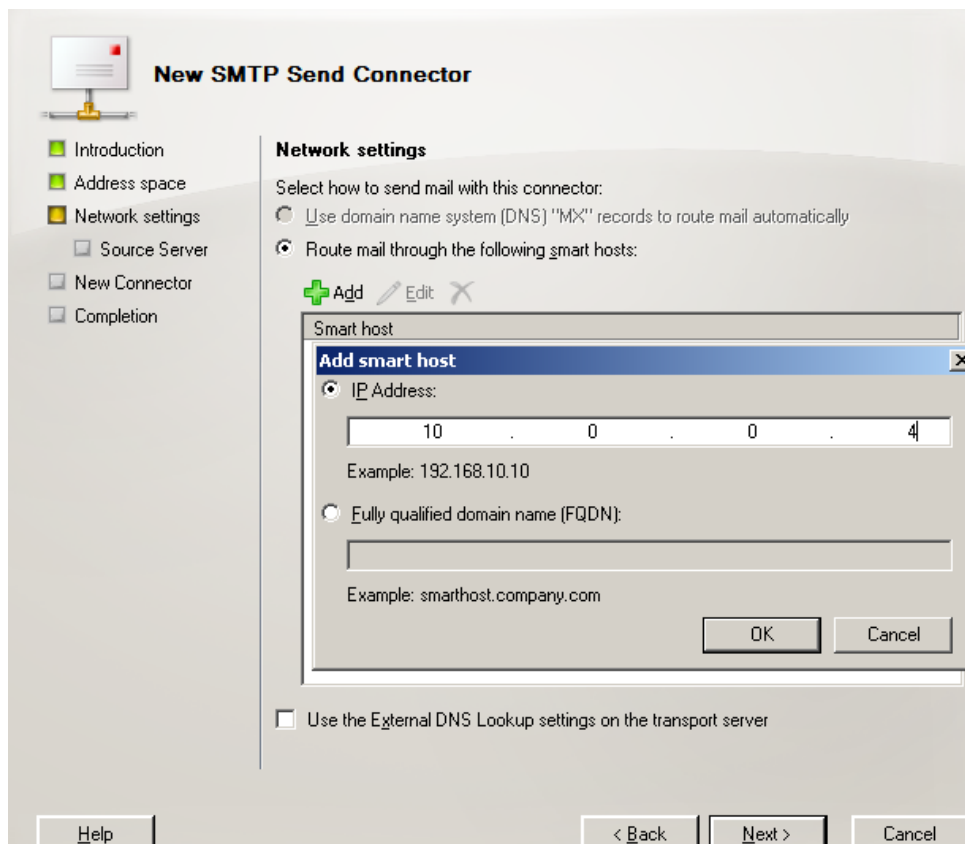 New SMTP Send Connector
Introduction
Address space
Network settings
Source Server
New Connector
Completion
Network settings
Select how to send mail with this connector:
Use domain name system (DNS) "MX" records to route mail automatically
Route mail through the following smart hosts:
Add Edit
Smart host
Add smart host
IP Address:
10 . 0 . 0 . 4
Example: 192.168.10.10
Fully qualified domain name (FQDN):
Example: smarthost.company.com
OK Cancel
Use the External DNS Lookup settings on the transport server
Help < Back Next > Cancel